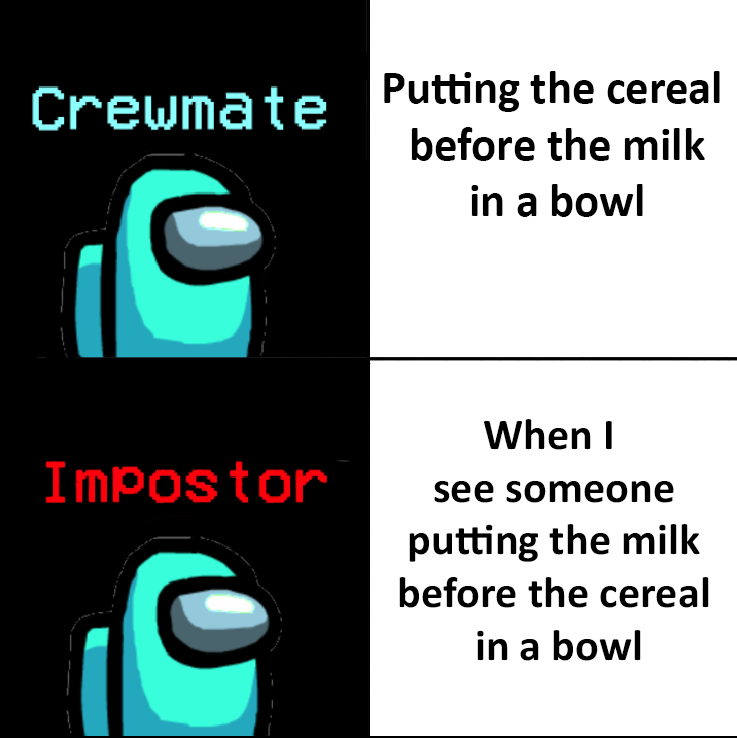 Crewmate
Putting the cereal
before the milk
in a bowl
Impostor
When I
see someone
putting the milk
before the cereal
in a bowl